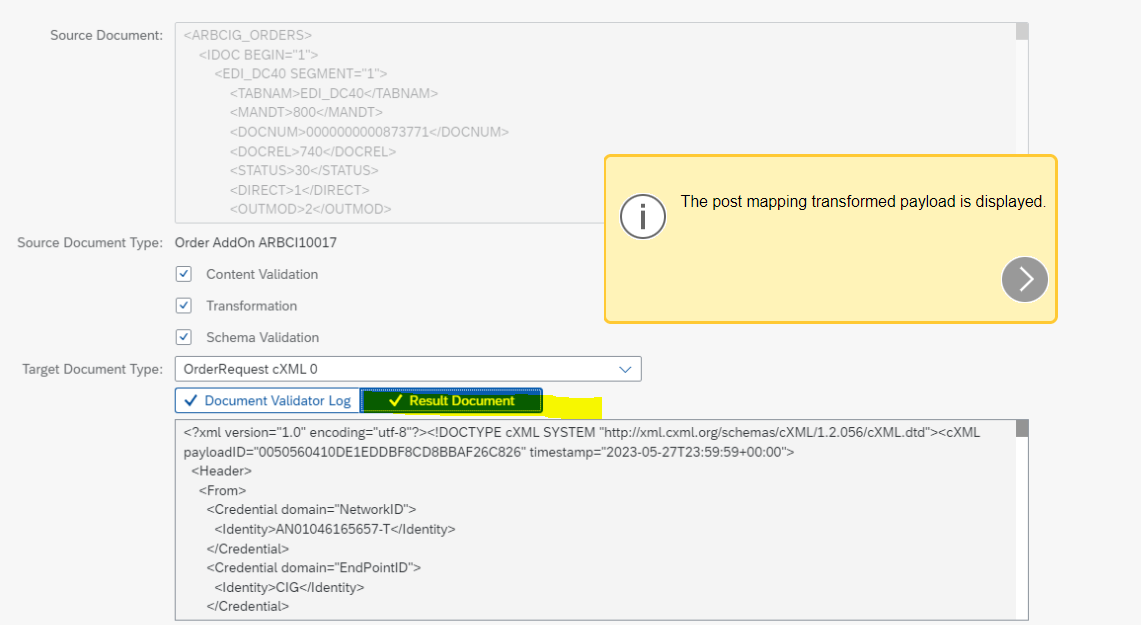 Source Document:
<ARBCIG_ORDERS>
<IDOC BEGIN="1">
<EDI_DC40 SEGMENT="1">
<TABNAM>EDI_DC40</TABNAM>
<MANDT>800</MANDT>
<DOCNUM>0000000000873771</DOCNUM>
<DOCREL>740</DOCREL>
<STATUS>30</STATUS>
<DIRECT>1</DIRECT>
<OUTMOD>2</OUTMOD>
The post mapping transformed payload is displayed.
Source Document Type: Order AddOn ARBCI10017
Content Validation
Transformation
Schema Validation
Target Document Type: OrderRequest cXML 0
Document Validator Log Result Document
<?xml version="1.0" encoding="utf-8"?><!DOCTYPE cXML SYSTEM "http://xml.cxml.org/schemas/cXML/1.2.056/cXML.dtd"><cXML
payloadID="0050560410DE1EDDBF8CD8BBAF26C826" timestamp="2023-05-27T23:59:59+00:00">
<Header>
<From>
<Credential domain="NetworkID">
<Identity>AN01046165657-T</Identity>
</Credential>
<Credential domain="EndPointID">
<Identity>CIG</Identity>
</Credential>